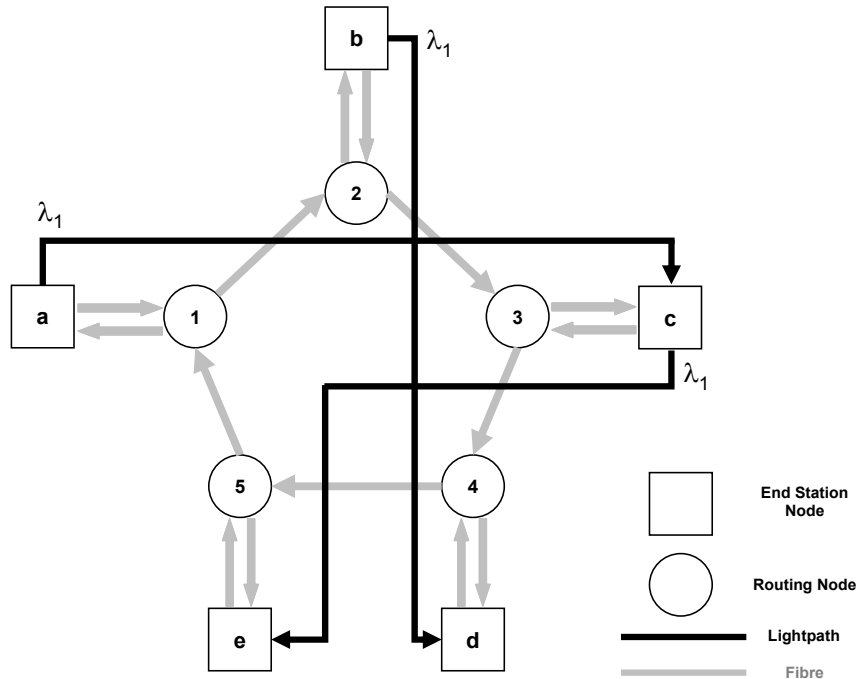 b
λ1
2
λ1
a
1
3
c
λ1
5
4
End Station
Node
Routing Node
e
d
Lightpath
Fibre